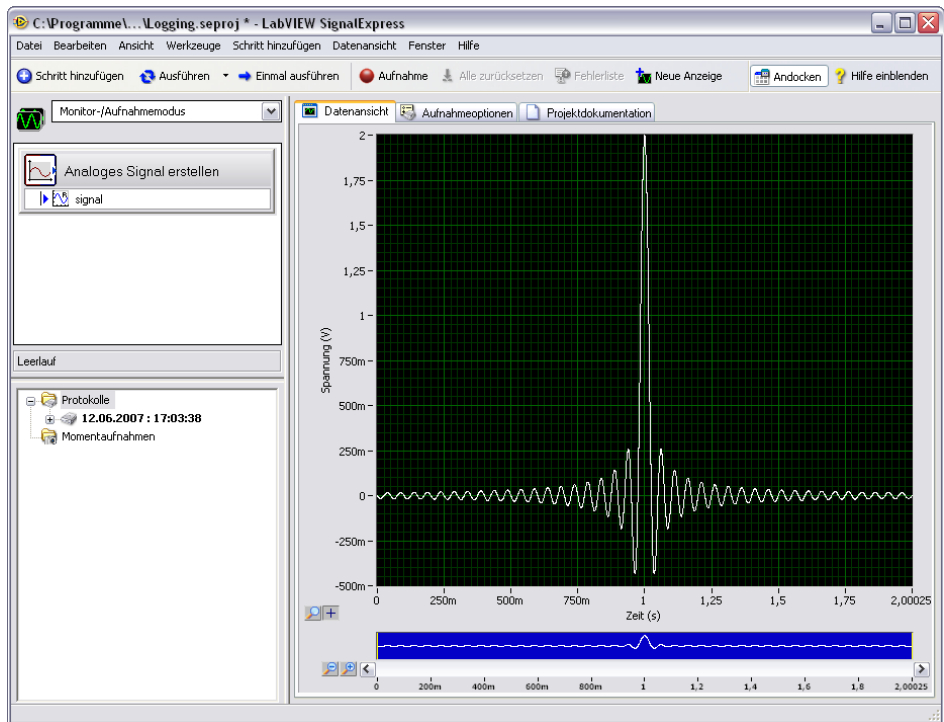 C:\Programme\...\Logging.seproj * - LabVIEW SignalExpress
Datei Bearbeiten Ansicht Werkzeuge Schritt hinzufügen Datenansicht Fenster Hilfe
Schritt hinzufügen Ausführen Einmal ausführen Aufnahme Alle zurücksetzen Fehlerliste Neue Anzeige Andocken Hilfe einblenden
Monitor-/Aufnahmemodus
Analoges Signal erstellen
signal
Leerlauf
Protokolle
12.06.2007 : 17:03:38
Momentaufnahmen
Datenansicht Aufnahmeoptionen Projektdokumentation
2
1,75
1,5
1,25
1
750m
500m
250m
0
-250m
-500m
Spannung (V)
0 250m 500m 750m 1 1,25 1,5 1,75 2,00025
Zeit (s)
0 200m 400m 600m 800m 1 1,2 1,4 1,6 1,8 2,00025